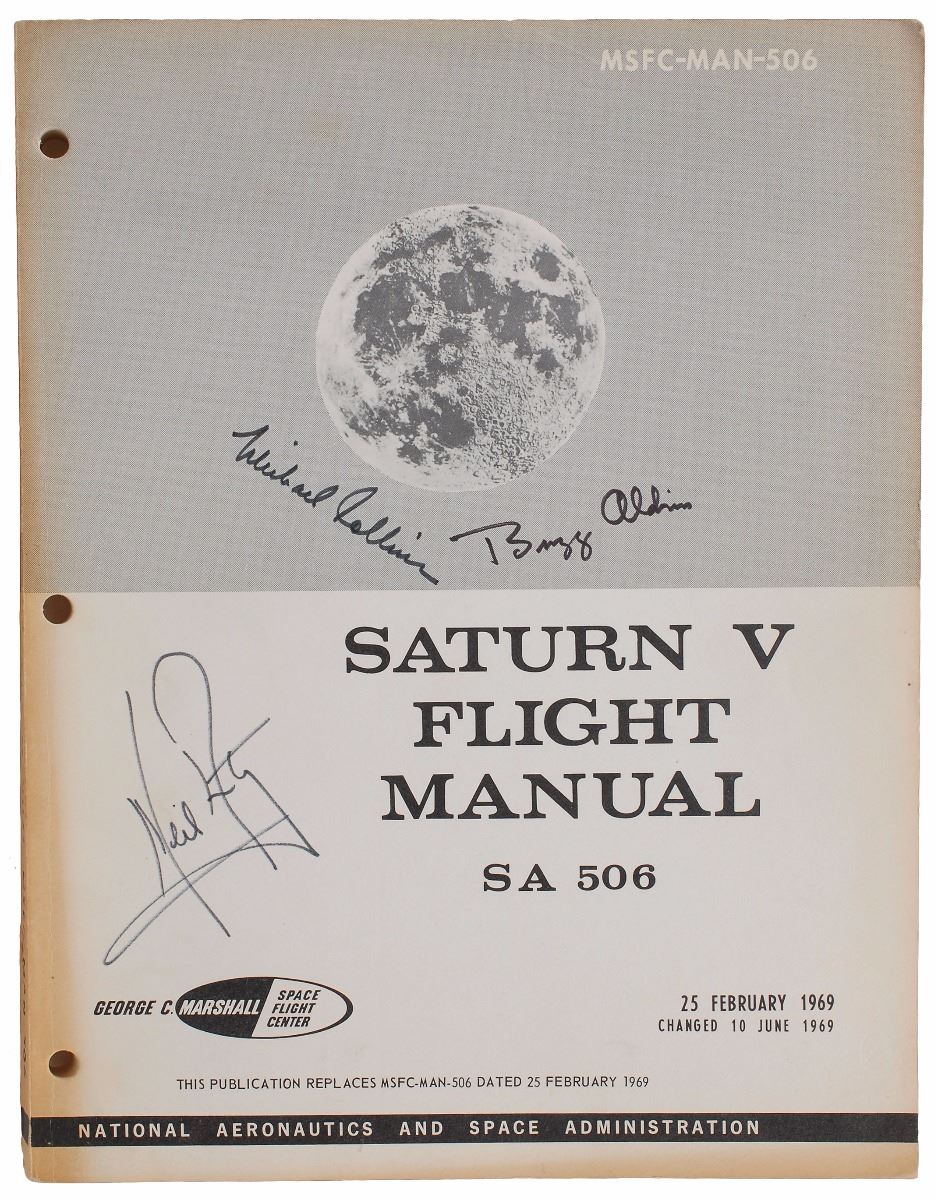 MSFC-MAN-506
Michael Collins
Buzz Aldrin
SATURN V
FLIGHT
MANUAL
SA 506
Neil
GEORGE C. MARSHALL SPACE
FLIGHT
CENTER
25 FEBRUARY 1969
CHANGED 10 JUNE 1969
THIS PUBLICATION REPLACES MSFC-MAN-506 DATED 25 FEBRUARY 1969
NATIONAL AERONAUTICS AND SPACE ADMINISTRATION